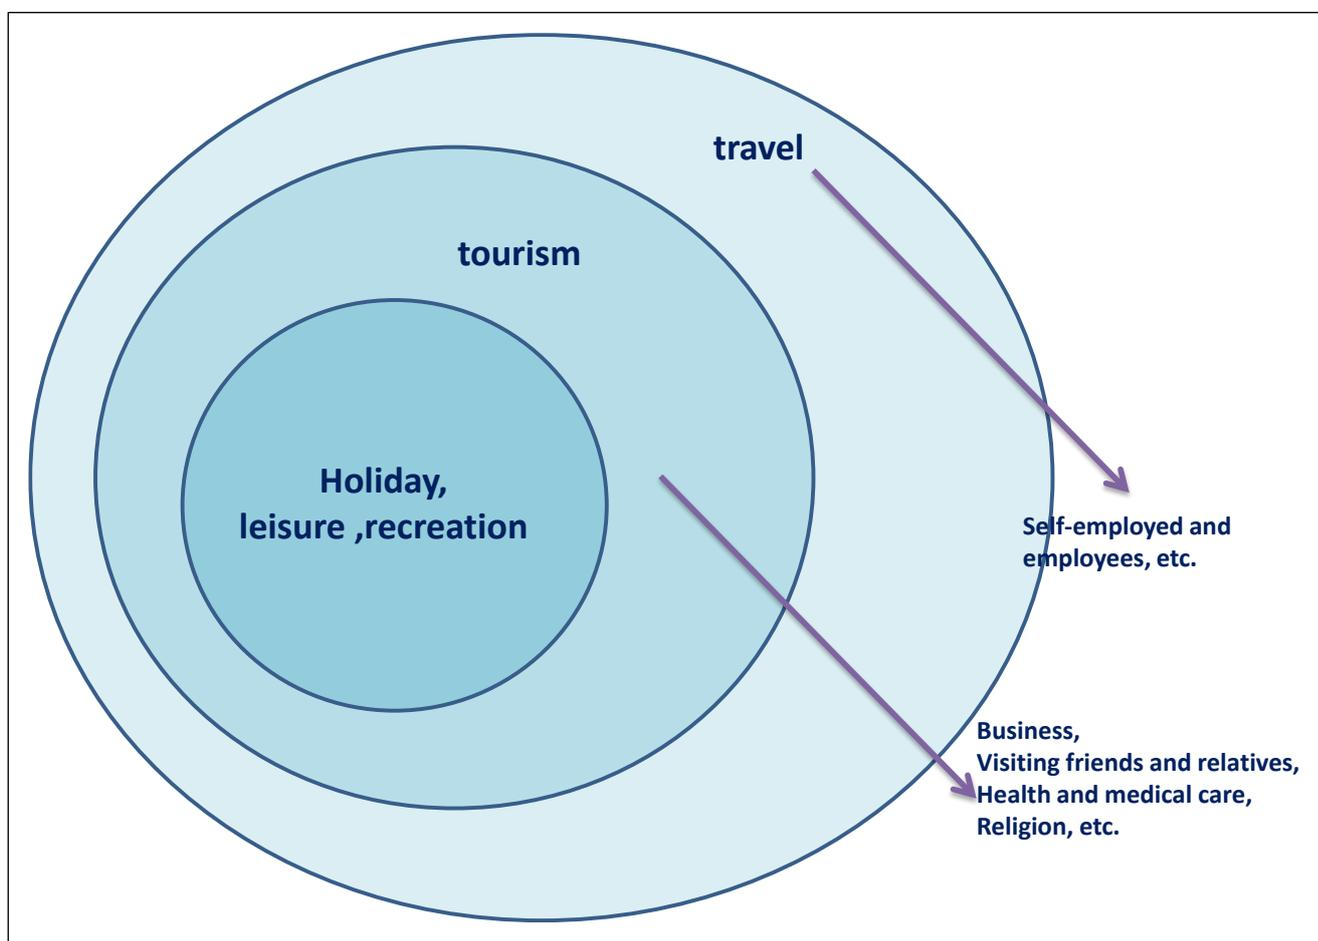 travel
tourism
Holiday,
leisure ,recreation
Self-employed and
employees, etc.
Business,
Visiting friends and relatives,
Health and medical care,
Religion, etc.